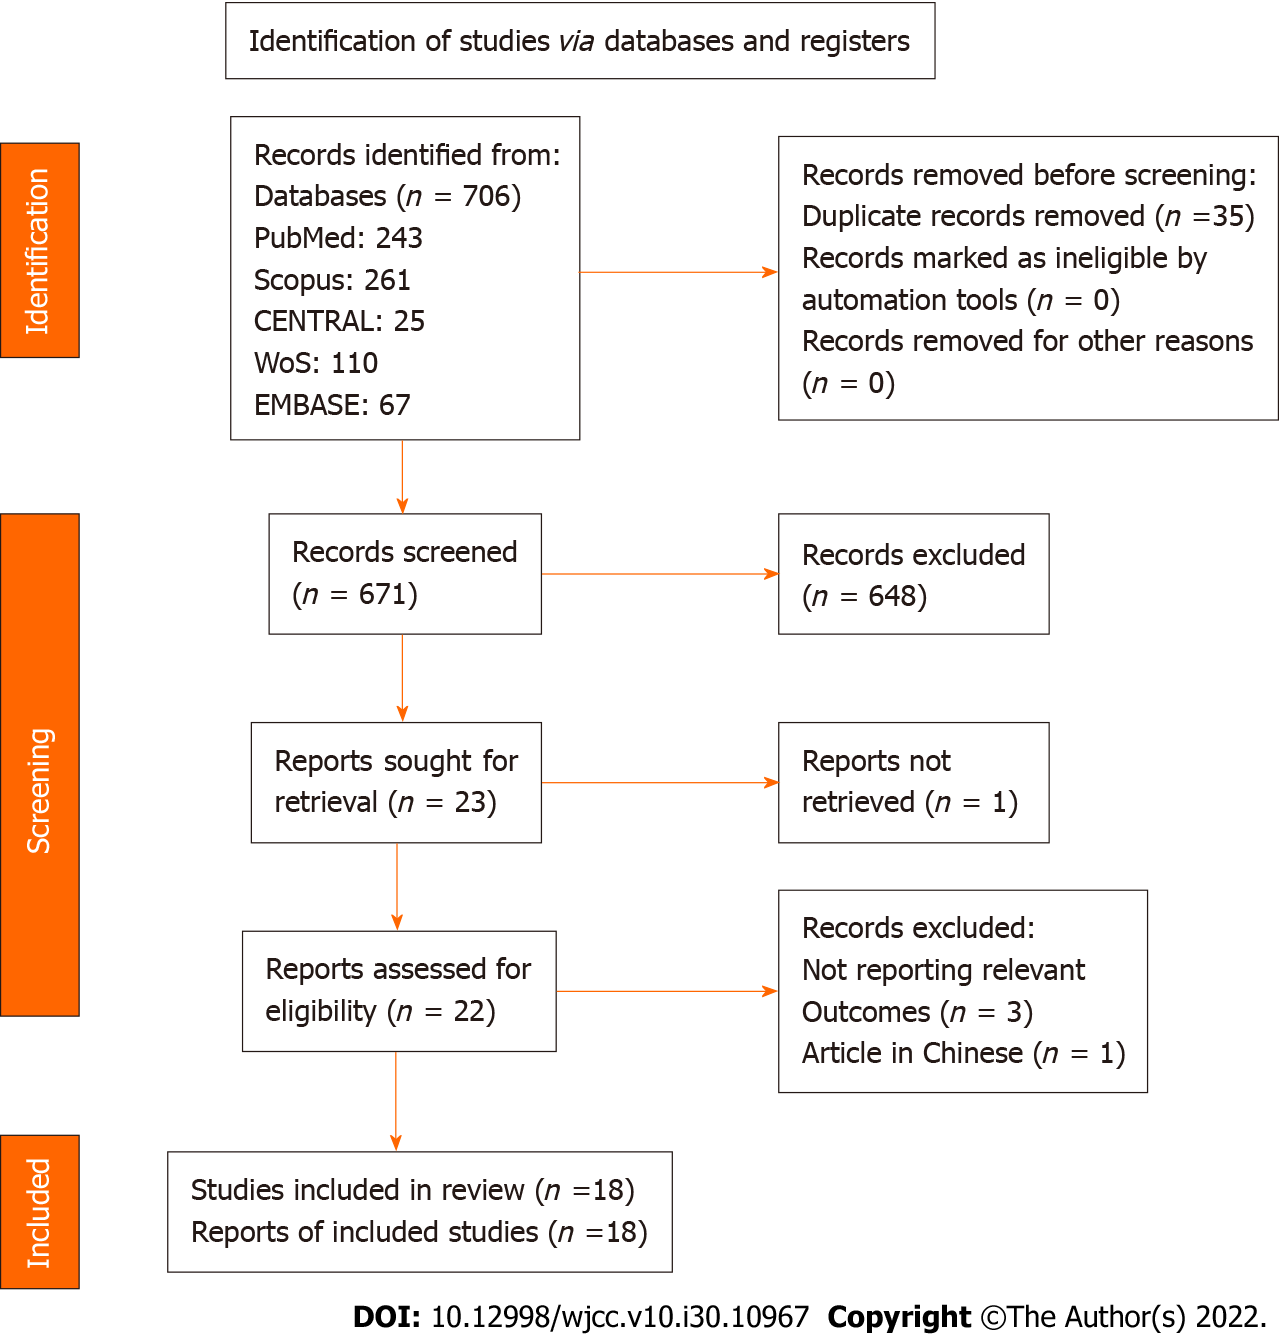 Identification of studies via databases and registers
Identification
Records identified from:
Databases (n = 706)
PubMed: 243
Scopus: 261
CENTRAL: 25
WoS: 110
EMBASE: 67
Records removed before screening:
Duplicate records removed (n =35)
Records marked as ineligible by
automation tools (n = 0)
Records removed for other reasons
(n = 0)
Screening
Records screened
(n = 671)
Records excluded
(n = 648)
Reports sought for
retrieval (n = 23)
Reports not
retrieved (n = 1)
Reports assessed for
eligibility (n = 22)
Records excluded:
Not reporting relevant
Outcomes (n = 3)
Article in Chinese (n = 1)
Included
Studies included in review (n =18)
Reports of included studies (n =18)
DOI: 10.12998/wjcc.v10.i30.10967 Copyright ©The Author(s) 2022.